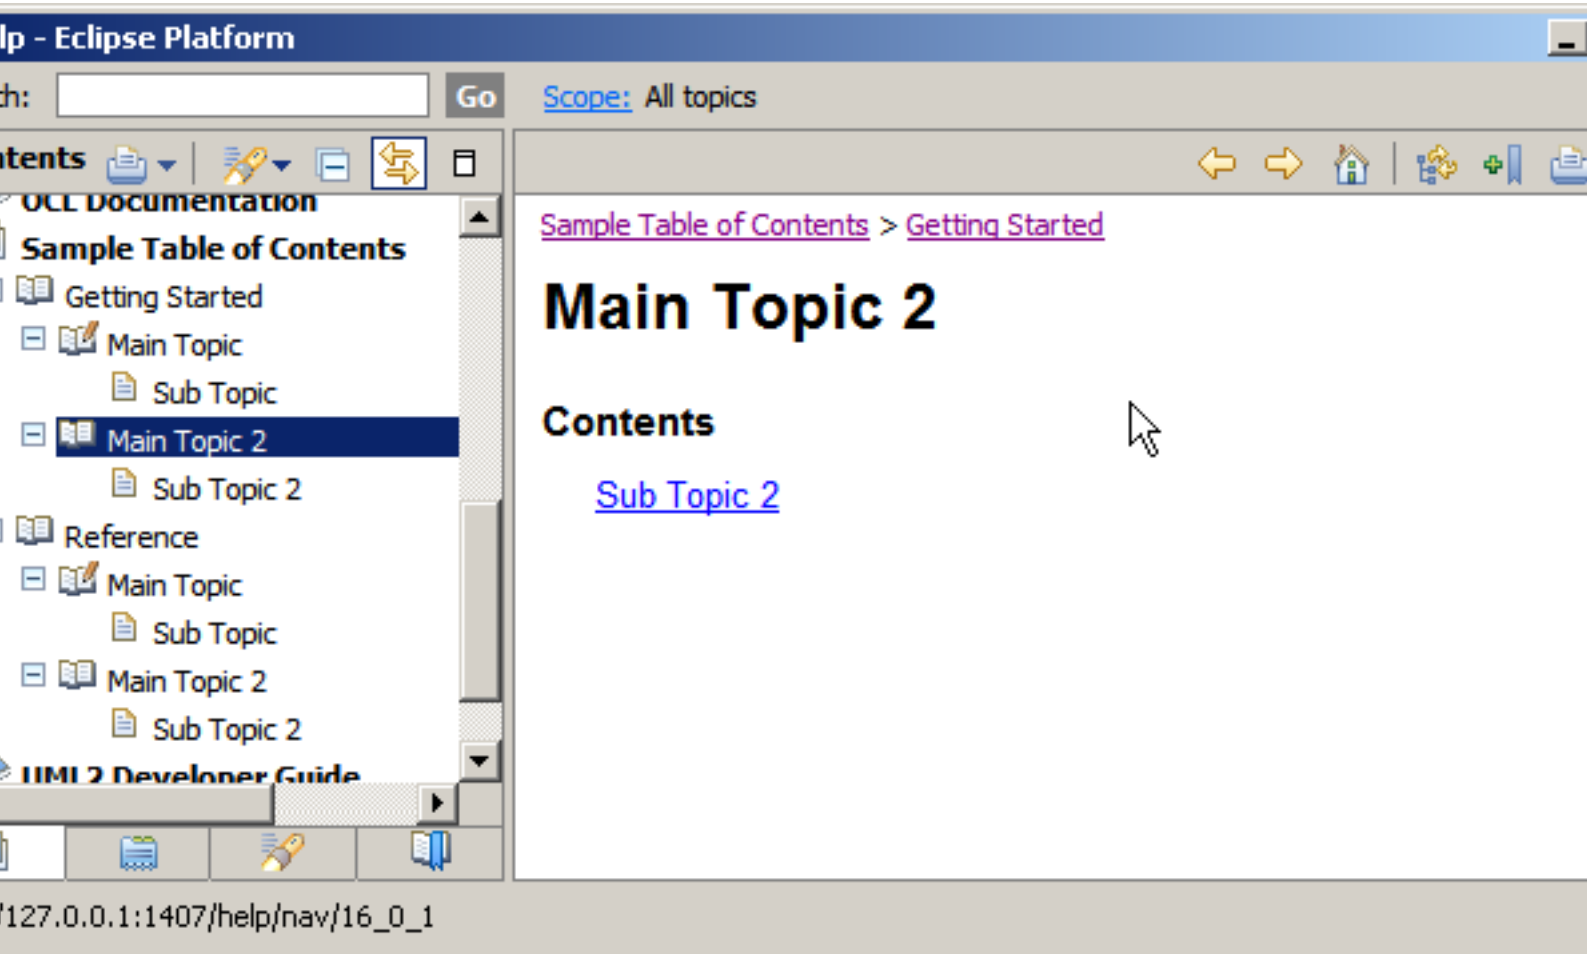 lp - Eclipse Platform
ch: Go Scope: All topics
ntents
OCL Documentation
Sample Table of Contents
Getting Started
Main Topic
Sub Topic
Main Topic 2
Sub Topic 2
Reference
Main Topic
Sub Topic
Main Topic 2
Sub Topic 2
UML2 Developer Guide
Sample Table of Contents > Getting Started
Main Topic 2
Contents
Sub Topic 2
/127.0.0.1:1407/help/nav/16_0_1